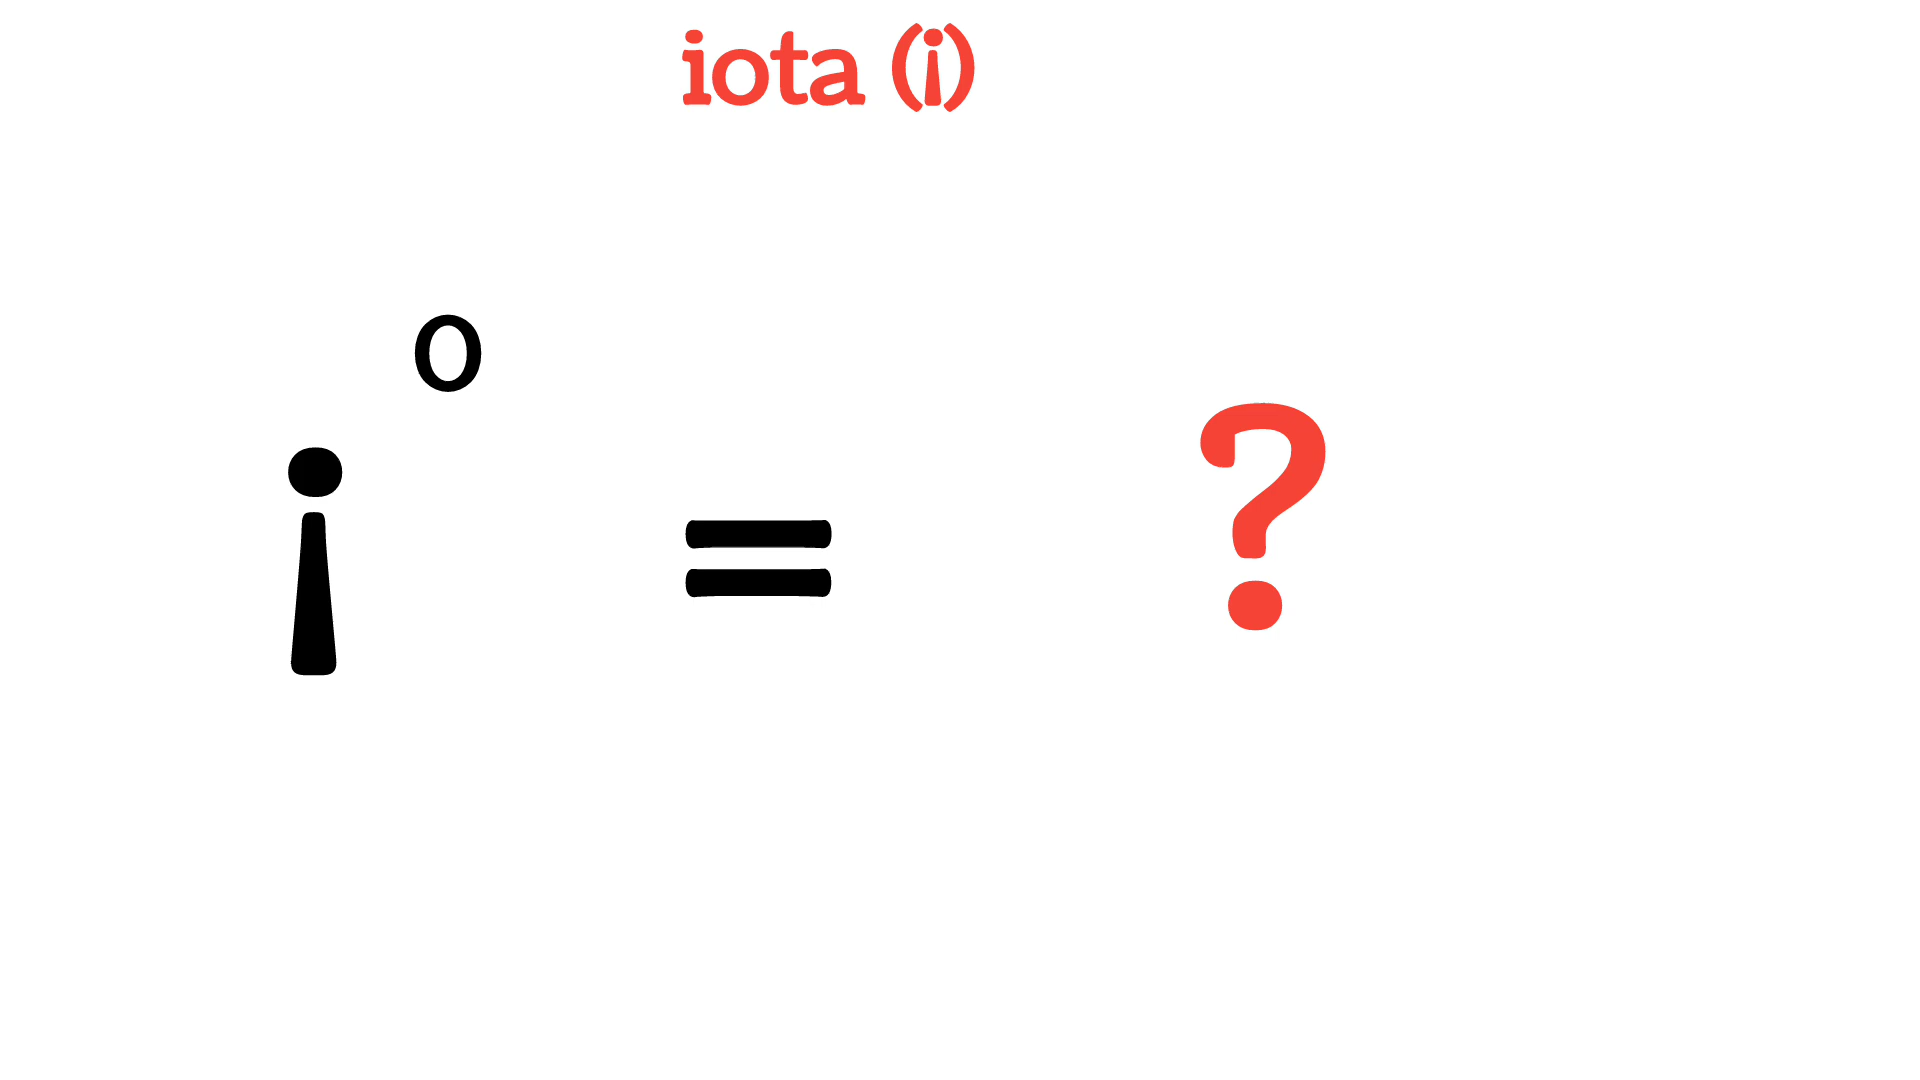 iota (i)
i⁰ = ?